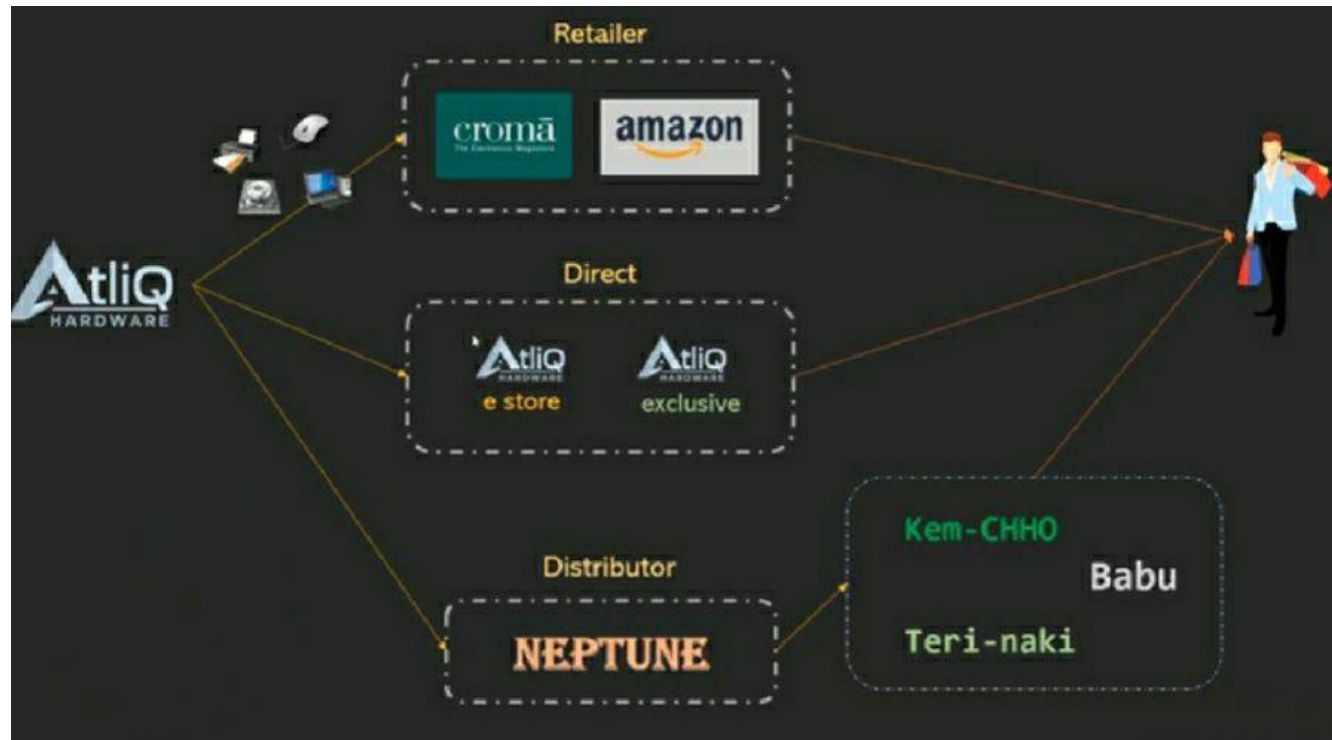 Retailer
cromā
The Electronics Megastore
amazon
AtliQ
HARDWARE
Direct
AtliQ
HARDWARE
e store
AtliQ
HARDWARE
exclusive
Distributor
NEPTUNE
Kem-CHHO
Babu
Teri-naki